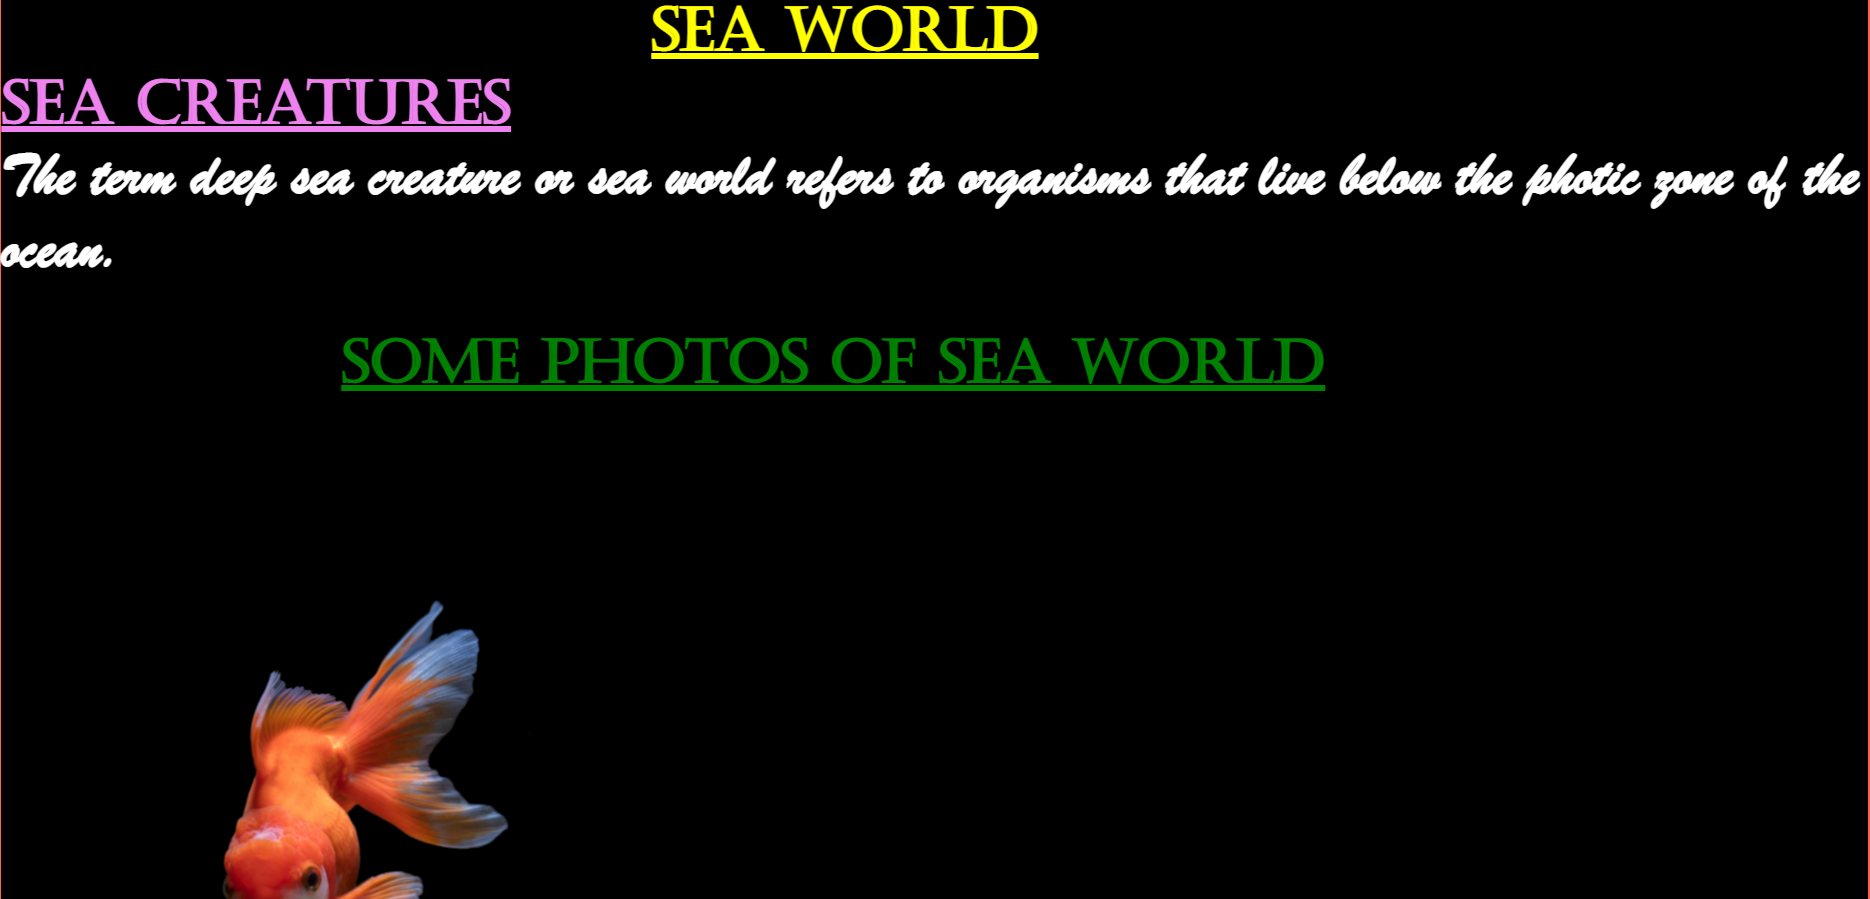 SEA WORLD
SEA CREATURES
The term deep sea creature or sea world refers to organisms that live below the photic zone of the
ocean.
SOME PHOTOS OF SEA WORLD